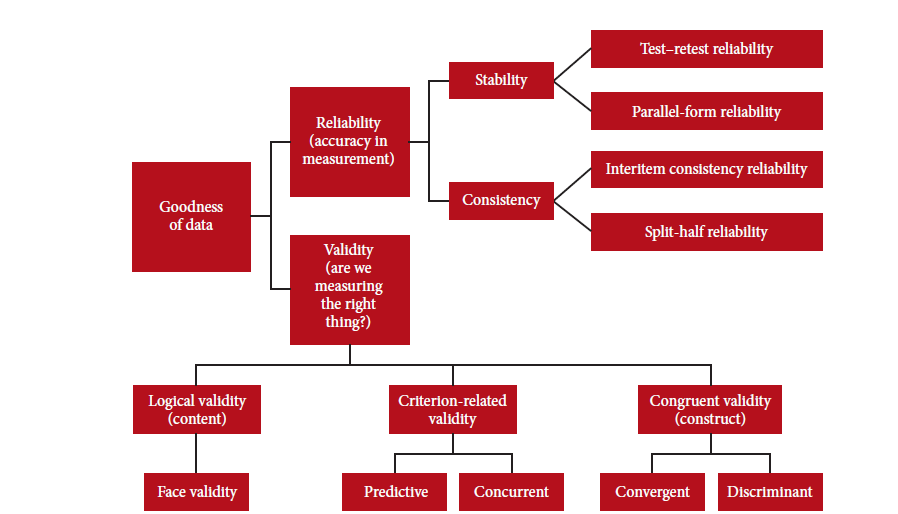 Goodness
of data
Reliability
(accuracy in
measurement)
Validity
(are we
measuring
the right
thing?)
Stability
Consistency
Test–retest reliability
Parallel-form reliability
Interitem consistency reliability
Split-half reliability
Logical validity
(content)
Criterion-related
validity
Congruent validity
(construct)
Face validity
Predictive
Concurrent
Convergent
Discriminant